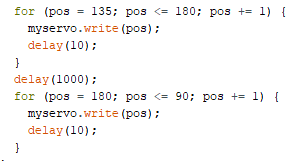 for (pos = 135; pos <= 180; pos += 1) {
myservo.write(pos);
delay(10);
}
delay(1000);
for (pos = 180; pos <= 90; pos += 1) {
myservo.write(pos);
delay(10);
}